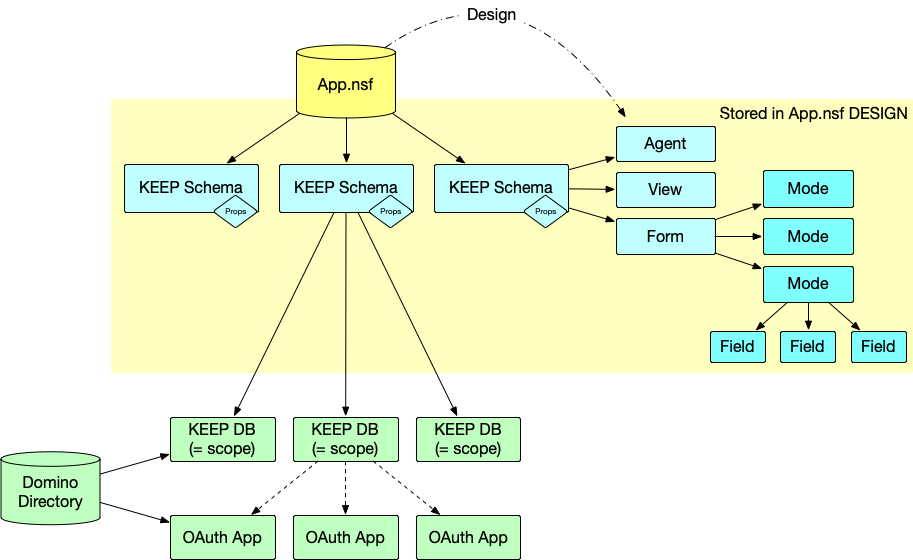 Design
App.nsf
Stored in App.nsf DESIGN
Agent
KEEP Schema
Props
KEEP Schema
Props
KEEP Schema
Props
View
Mode
Form
Mode
Mode
Field
Field
Field
KEEP DB
(= scope)
KEEP DB
(= scope)
KEEP DB
(= scope)
Domino
Directory
OAuth App
OAuth App
OAuth App